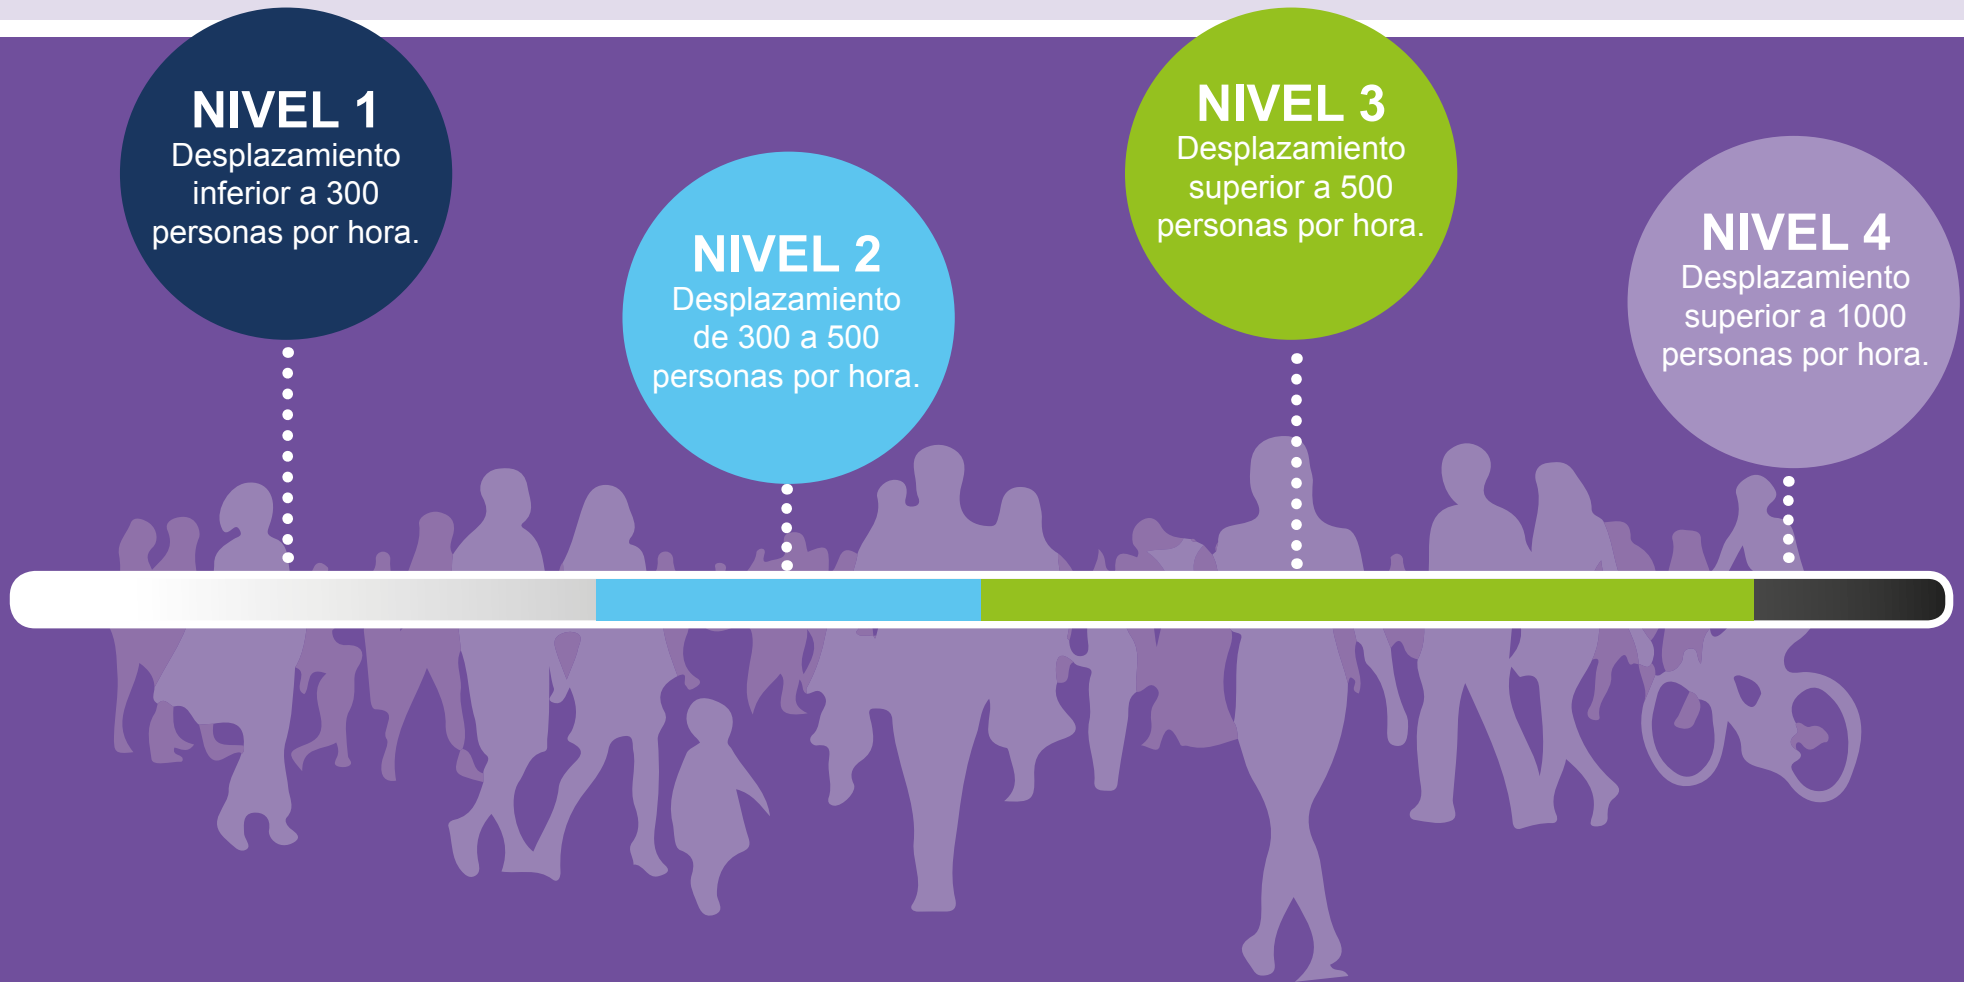 NIVEL 1
Desplazamiento
inferior a 300
personas por hora.
NIVEL 2
Desplazamiento
de 300 a 500
personas por hora.
NIVEL 3
Desplazamiento
superior a 500
personas por hora.
NIVEL 4
Desplazamiento
superior a 1000
personas por hora.